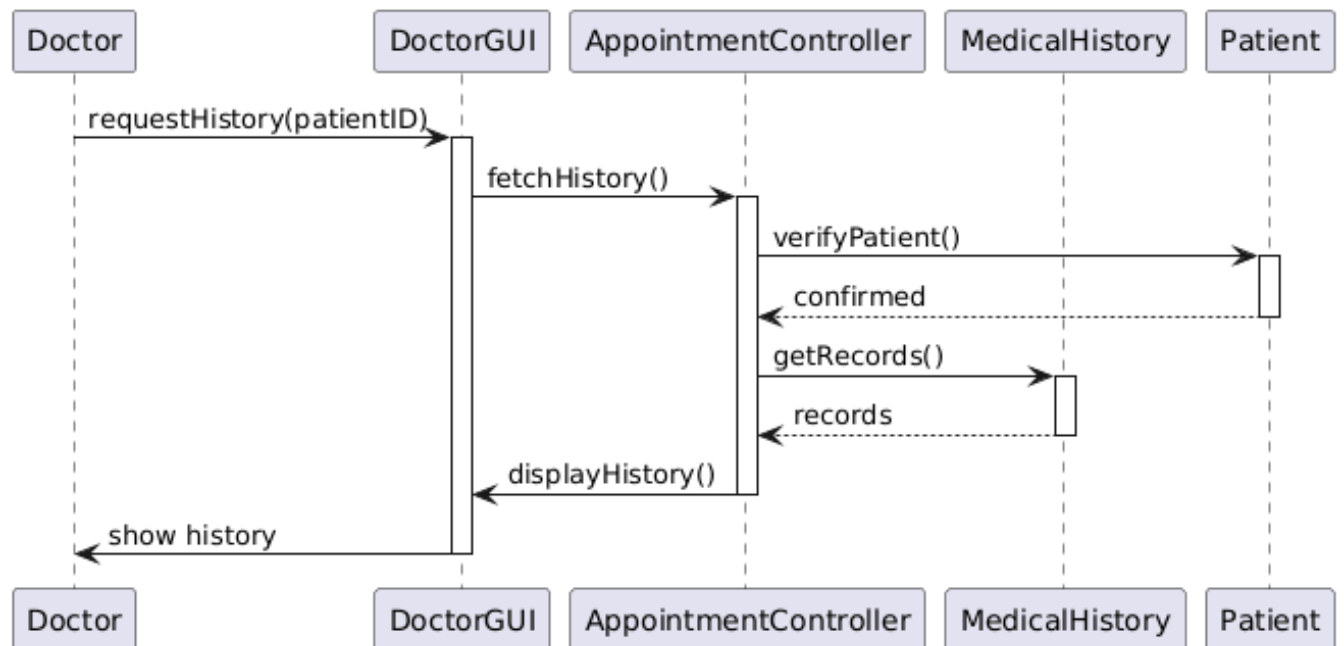 Doctor DoctorGUI AppointmentController MedicalHistory Patient
requestHistory(patientID)
fetchHistory()
verifyPatient()
confirmed
getRecords()
records
displayHistory()
show history
Doctor DoctorGUI AppointmentController MedicalHistory Patient